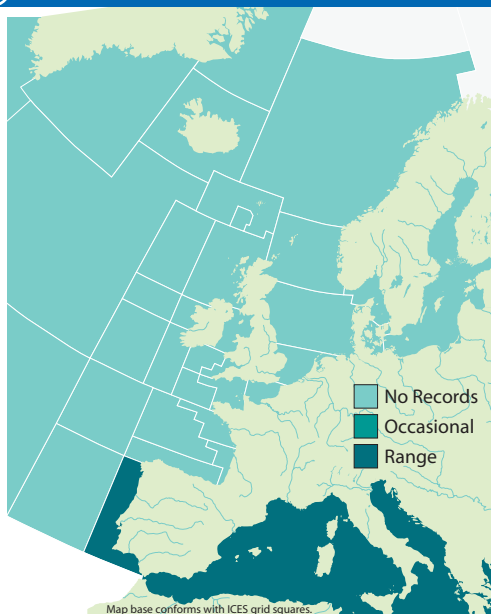 No Records
Occasional
Range
Map base conforms with ICES grid squares.